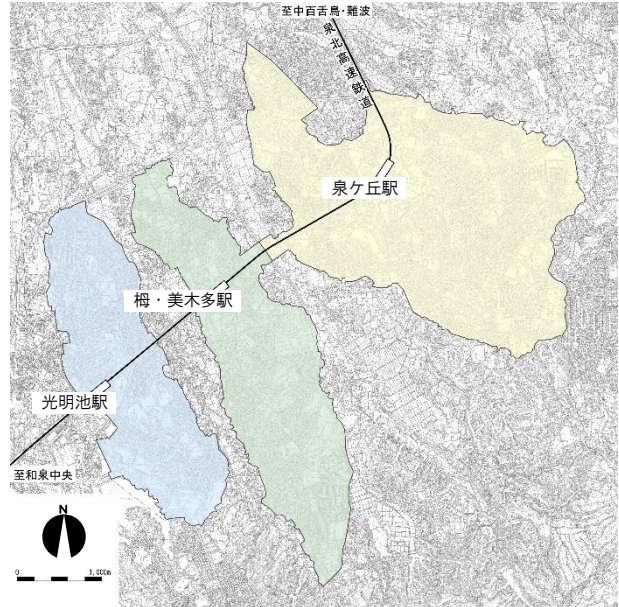 至中百舌鳥・難波
泉北高速鉄道
泉ケ丘駅
栂・美木多駅
光明池駅
至和泉中央
N
0 1,000m